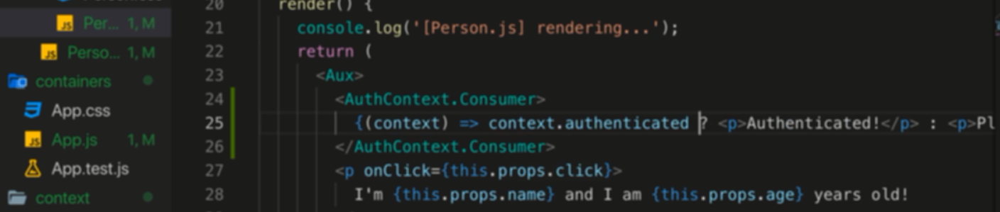 Per... 1, M
Perso... 1, M
containers
App.css
App.js 1, M
App.test.js
context
20 render() {
21 console.log('[Person.js] rendering...');
22 return (
23 <Aux>
24 <AuthContext.Consumer>
25 {(context) => context.authenticated ? <p>Authenticated!</p> : <p>Pl
26 </AuthContext.Consumer>
27 <p onClick={this.props.click}>
28 I'm {this.props.name} and I am {this.props.age} years old!